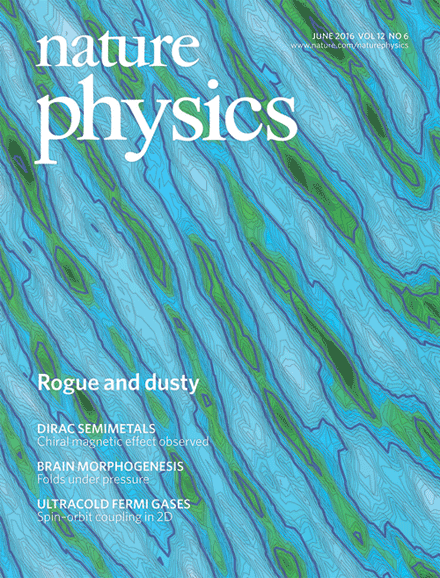 nature
JUNE 2016 VOL 12 NO 6
www.nature.com/naturephysics
physics
Rogue and dusty
DIRAC SEMIMETALS
Chiral magnetic effect observed
BRAIN MORPHOGENESIS
Folds under pressure
ULTRACOLD FERMI GASES
Spin–orbit coupling in 2D